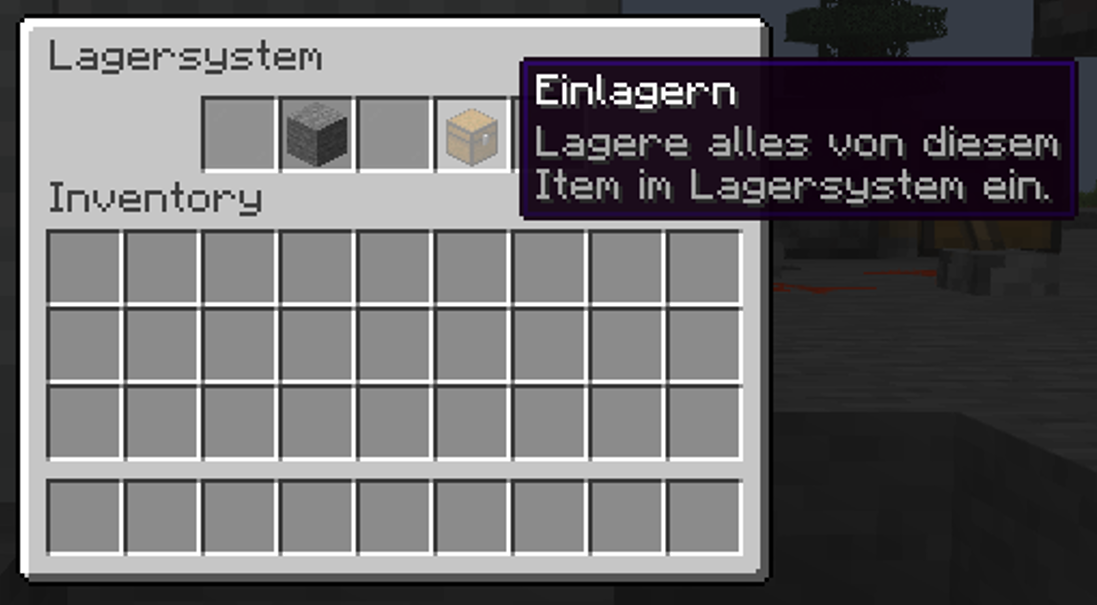 Lagersystem
Einlagern
Lagere alles von diesem
Item im Lagersystem ein.
Inventory